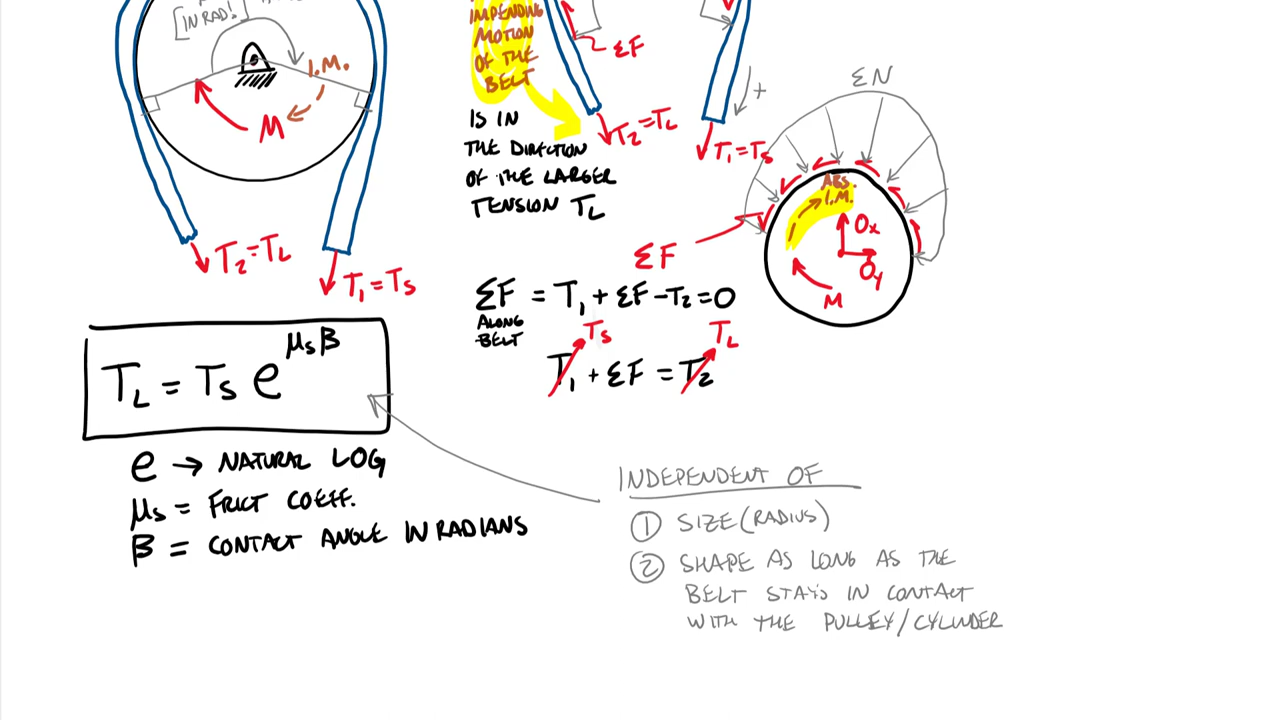 [IN RAD!]
I.M.
M
T2=TL
T1=TS
IMPENDING
MOTION
OF THE
BELT
IS IN
THE DIRECTION
OF THE LARGER
TENSION TL
ΣF
T2=TL
+
T1=TS
ΣN
ABS.
I.M.
Ox
Oy
M
ΣF
ΣF = T1 + ΣF - T2 = 0
ALONG
BELT
TS TL
T1 + ΣF = T2
TL = TS e^μsβ
e → NATURAL LOG
μs = FRICT COEFF.
β = CONTACT ANGLE IN RADIANS
INDEPENDENT OF
① SIZE (RADIUS)
② SHAPE AS LONG AS THE
BELT STAYS IN CONTACT
WITH THE PULLEY/CYLINDER